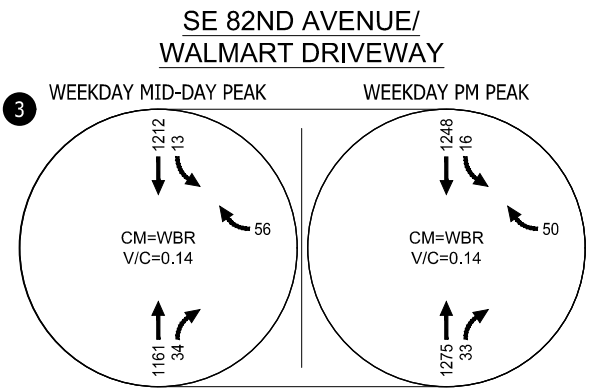 SE 82ND AVENUE/
WALMART DRIVEWAY
WEEKDAY MID-DAY PEAK
WEEKDAY PM PEAK
3
1212
13
56
CM=WBR
V/C=0.14
1161
34
1248
16
50
CM=WBR
V/C=0.14
1275
33